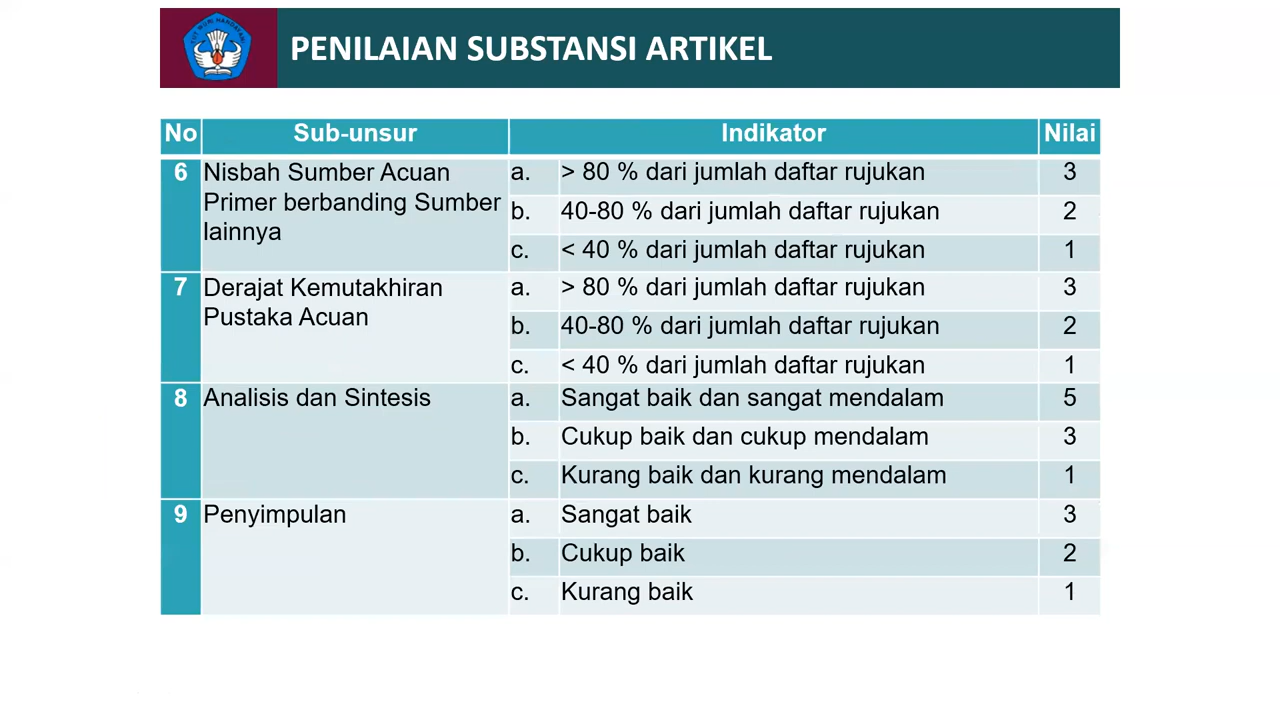 TUT WURI HANDAYANI
PENILAIAN SUBSTANSI ARTIKEL
No Sub-unsur Indikator Nilai
6 Nisbah Sumber Acuan
Primer berbanding Sumber
lainnya
a. > 80 % dari jumlah daftar rujukan 3
b. 40-80 % dari jumlah daftar rujukan 2
c. < 40 % dari jumlah daftar rujukan 1
7 Derajat Kemutakhiran
Pustaka Acuan
a. > 80 % dari jumlah daftar rujukan 3
b. 40-80 % dari jumlah daftar rujukan 2
c. < 40 % dari jumlah daftar rujukan 1
8 Analisis dan Sintesis a. Sangat baik dan sangat mendalam 5
b. Cukup baik dan cukup mendalam 3
c. Kurang baik dan kurang mendalam 1
9 Penyimpulan a. Sangat baik 3
b. Cukup baik 2
c. Kurang baik 1